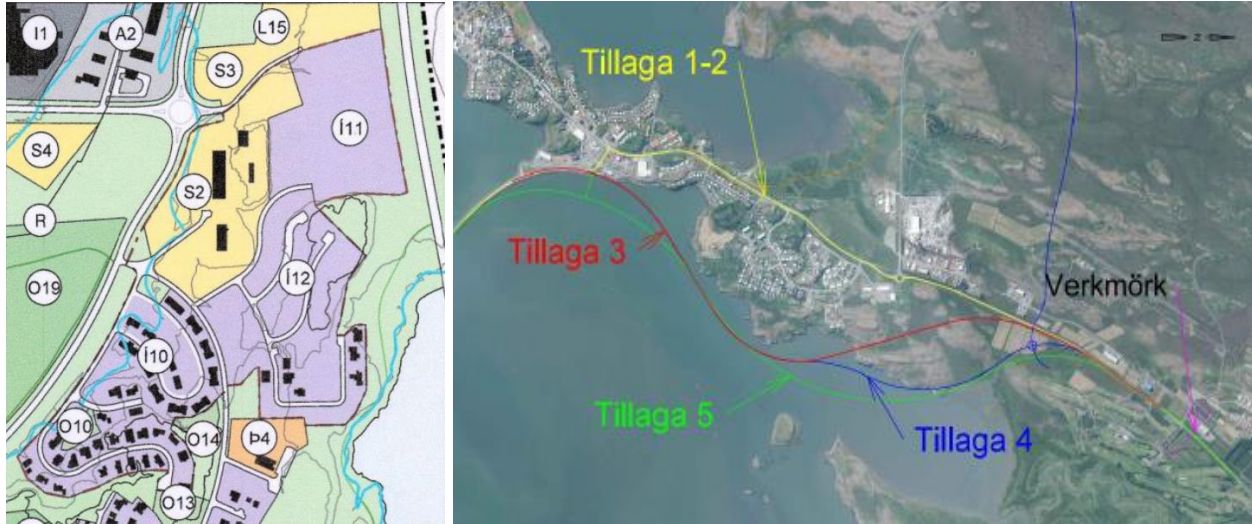 I1
A2
L15
S3
Í11
S4
S2
R
O19
Í12
Í10
O10
O14
Þ4
O13
Tillaga 1-2
Tillaga 3
Verkmörk
Tillaga 5
Tillaga 4